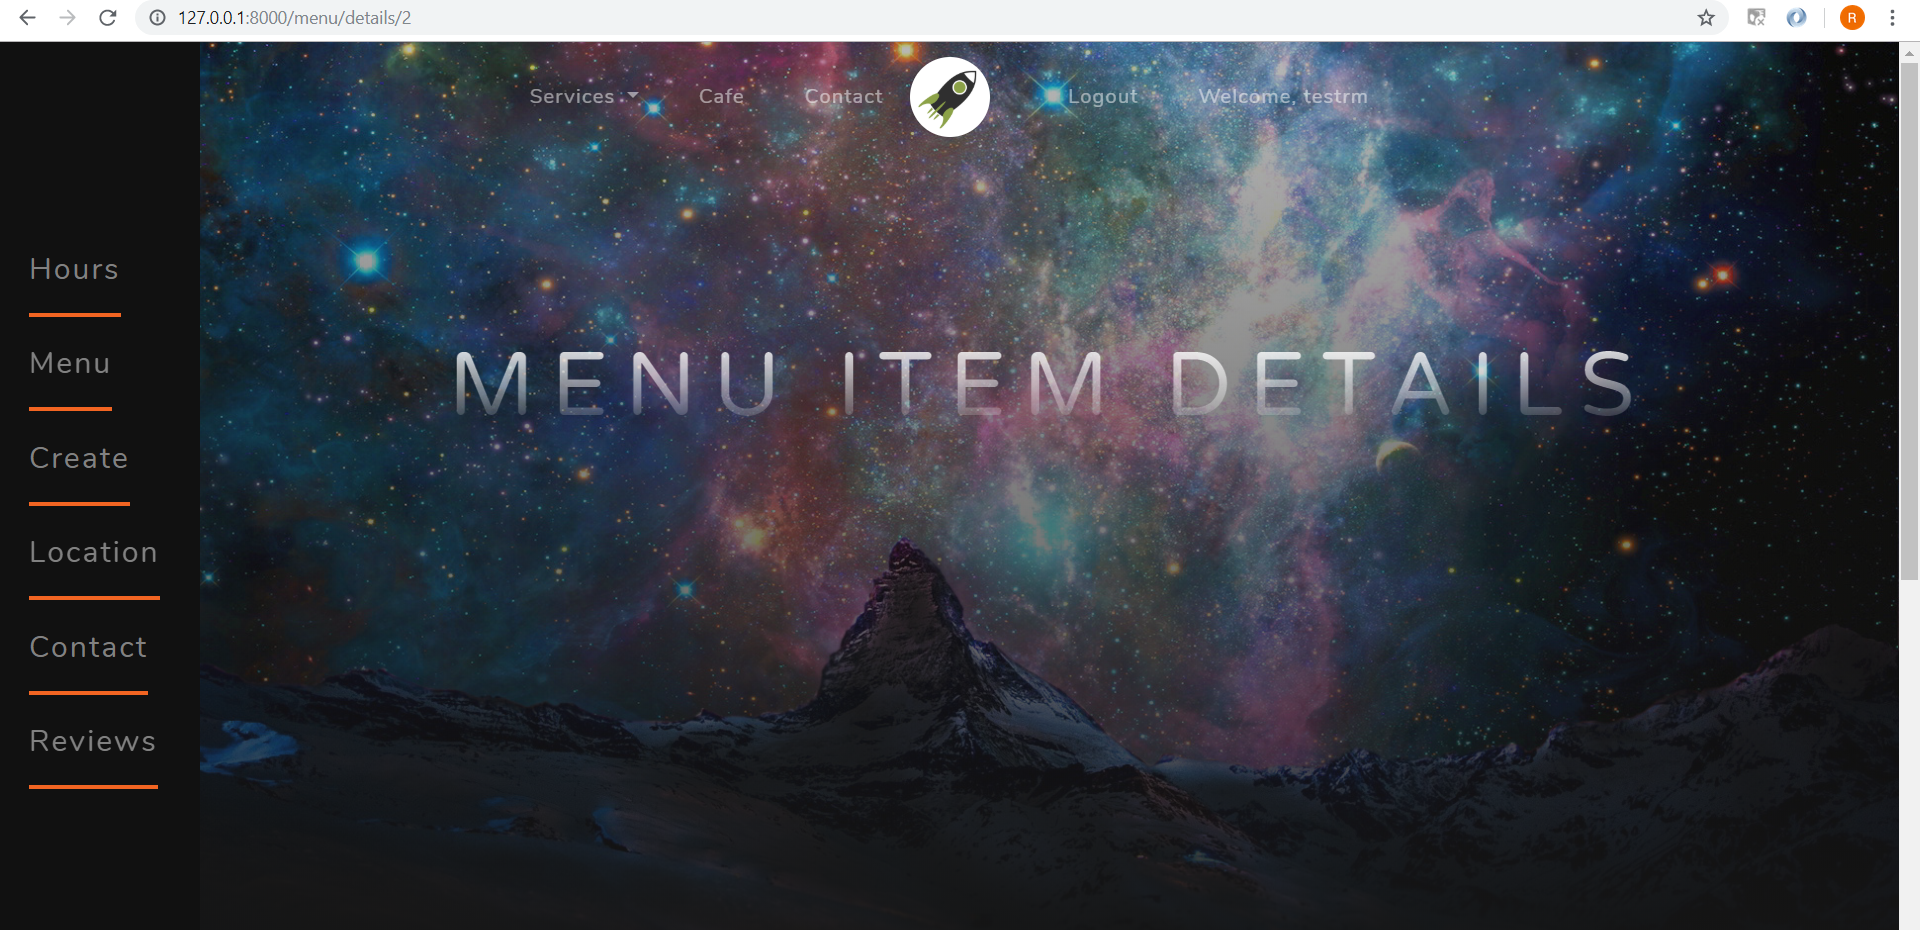 127.0.0.1:8000/menu/details/2
R
Services Cafe Contact Logout Welcome, testrm
Hours
Menu
Create
Location
Contact
Reviews
MENU ITEM DETAILS